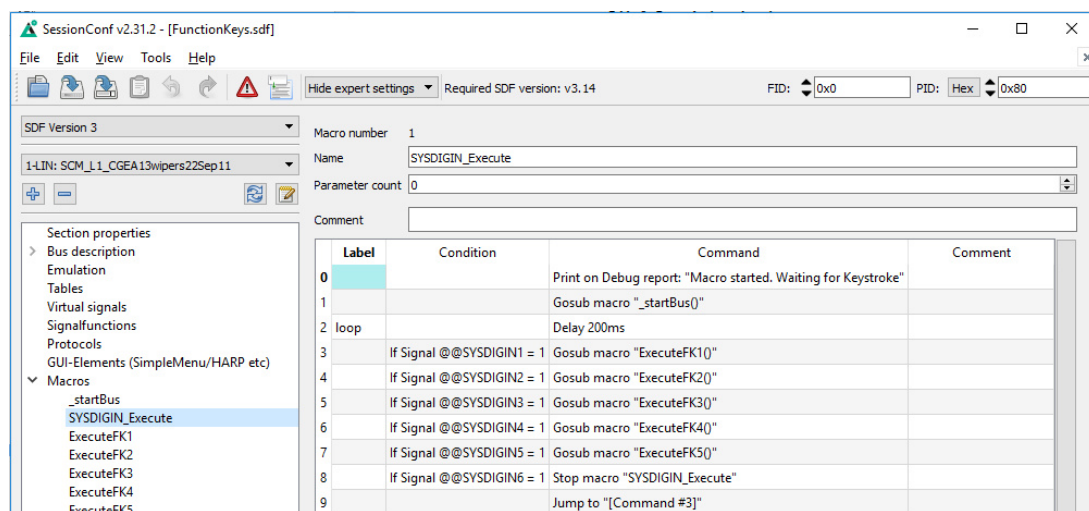 SessionConf v2.31.2 - [FunctionKeys.sdf]
File Edit View Tools Help
Hide expert settings Required SDF version: v3.14 FID: 0x0 PID: Hex 0x80
SDF Version 3
1-LIN: SCM_L1_CGEA13wipers22Sep11
Section properties
Bus description
Emulation
Tables
Virtual signals
Signalfunctions
Protocols
GUI-Elements (SimpleMenu/HARP etc)
Macros
_startBus
SYSDIGIN_Execute
ExecuteFK1
ExecuteFK2
ExecuteFK3
ExecuteFK4
ExecuteFK5
Macro number 1
Name SYSDIGIN_Execute
Parameter count 0
Comment
Label Condition Command Comment
0 Print on Debug report: "Macro started. Waiting for Keystroke"
1 Gosub macro "_startBus()"
2 loop Delay 200ms
3 If Signal @@SYSDIGIN1 = 1 Gosub macro "ExecuteFK1()"
4 If Signal @@SYSDIGIN2 = 1 Gosub macro "ExecuteFK2()"
5 If Signal @@SYSDIGIN3 = 1 Gosub macro "ExecuteFK3()"
6 If Signal @@SYSDIGIN4 = 1 Gosub macro "ExecuteFK4()"
7 If Signal @@SYSDIGIN5 = 1 Gosub macro "ExecuteFK5()"
8 If Signal @@SYSDIGIN6 = 1 Stop macro "SYSDIGIN_Execute"
9 Jump to "[Command #3]"